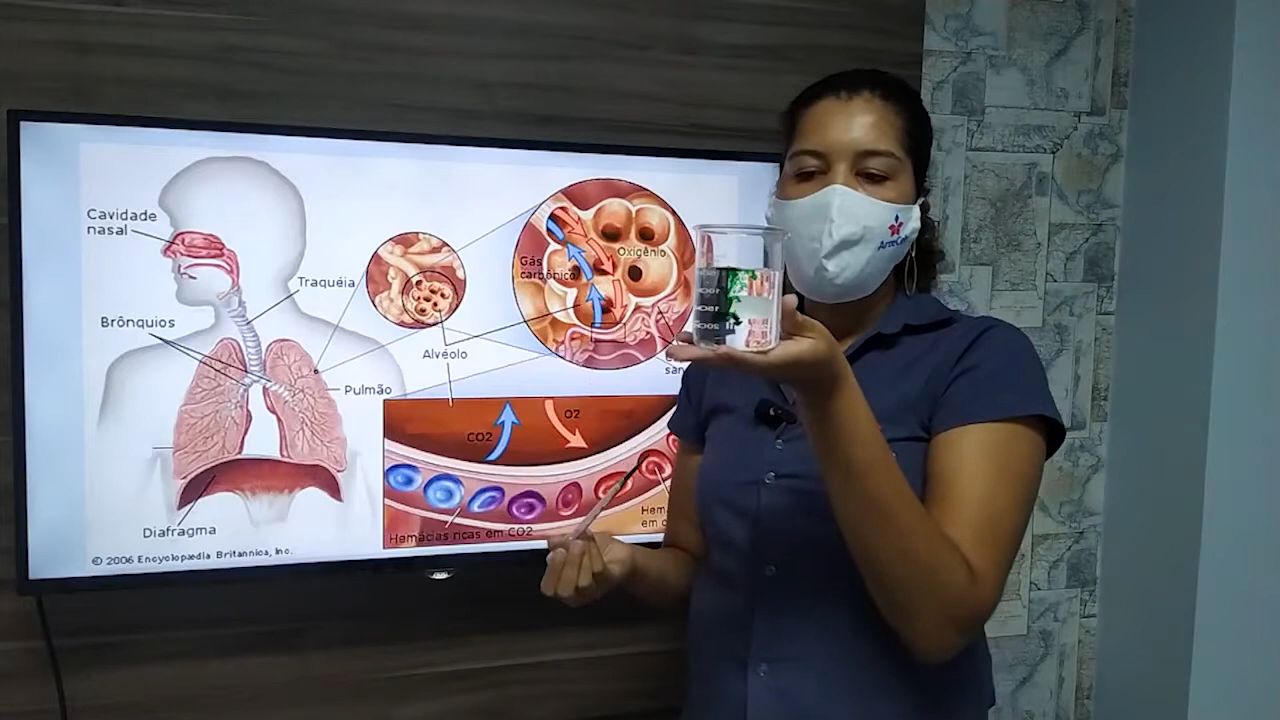 Cavidade
nasal
Traquéia
Brônquios
Pulmão
Diafragma
© 2006 Encyclopædia Britannica, Inc.
Alvéolo
Oxigênio
Gás
carbônico
CO2
O2
Hemácias ricas em CO2